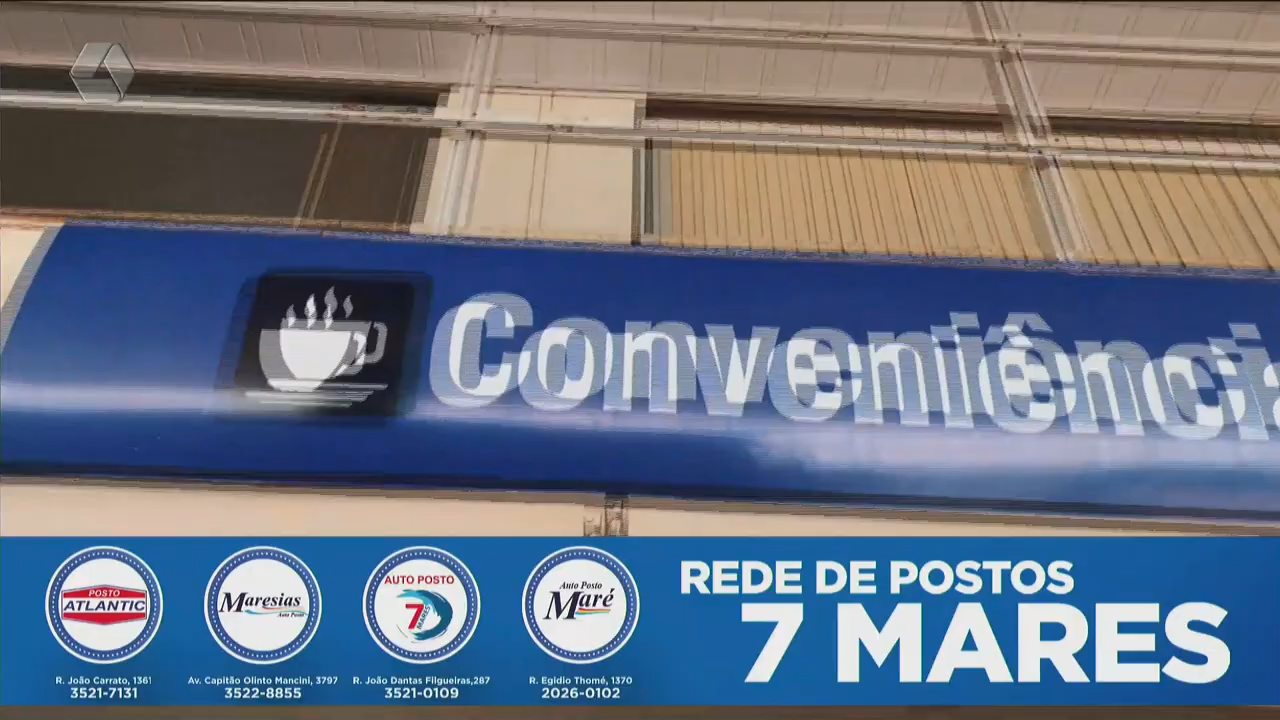 Conveniência
POSTO
ATLANTIC
R. João Carrato, 1361
3521-7131
Maresias
Auto Posto
Av. Capitão Olinto Mancini, 3797
3522-8855
AUTO POSTO
7
MARES
R. João Dantas Filgueiras,287
3521-0109
Auto Posto
Maré
R. Egidio Thomé, 1370
2026-0102
REDE DE POSTOS
7 MARES